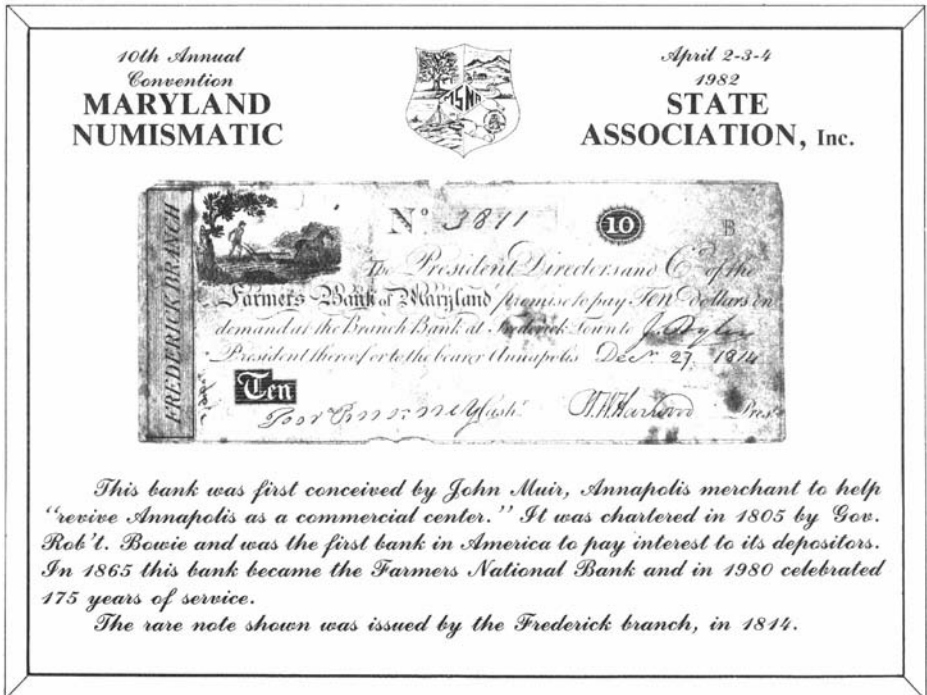 10th Annual
Convention
MARYLAND
NUMISMATIC
MSNA
April 2-3-4
1982
STATE
ASSOCIATION, Inc.
FREDERICK BRANCH
No 3811
10
B
The President Directors and Co. of the
Farmers Bank of Maryland promise to pay Ten dollars on
demand at the Branch Bank at Frederick Town to
President thereof or to the bearer Annapolis Decr. 27. 1814
Ten
Cashr. Harwood Prest.
This bank was first conceived by John Muir, Annapolis merchant to help
"revive Annapolis as a commercial center." It was chartered in 1805 by Gov.
Rob't. Bowie and was the first bank in America to pay interest to its depositors.
In 1865 this bank became the Farmers National Bank and in 1980 celebrated
175 years of service.
The rare note shown was issued by the Frederick branch, in 1814.